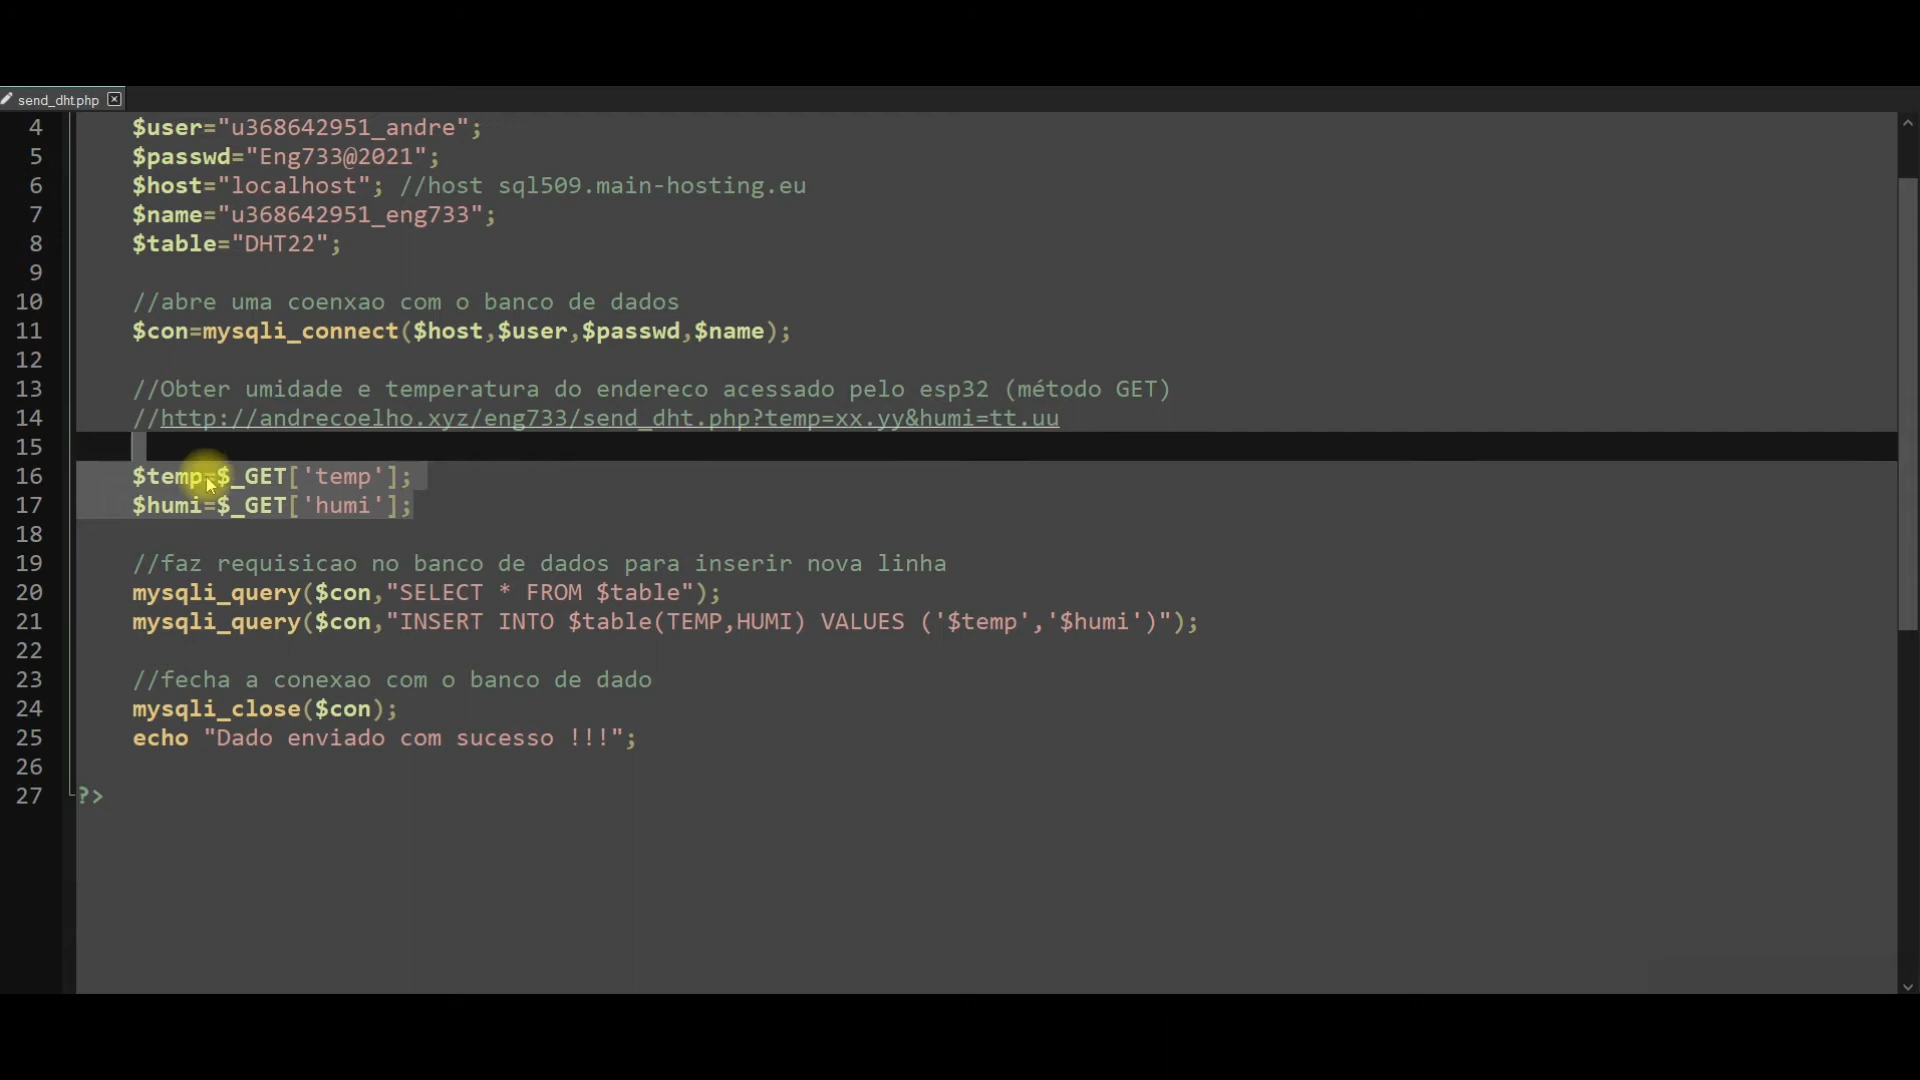 send_dht.php
4 $user="u368642951_andre";
5 $passwd="Eng733@2021";
6 $host="localhost"; //host sql509.main-hosting.eu
7 $name="u368642951_eng733";
8 $table="DHT22";
9
10 //abre uma coenxao com o banco de dados
11 $con=mysqli_connect($host,$user,$passwd,$name);
12
13 //Obter umidade e temperatura do endereco acessado pelo esp32 (método GET)
14 //http://andrecoelho.xyz/eng733/send_dht.php?temp=xx.yy&humi=tt.uu
15
16 $temp=$_GET['temp'];
17 $humi=$_GET['humi'];
18
19 //faz requisicao no banco de dados para inserir nova linha
20 mysqli_query($con,"SELECT * FROM $table");
21 mysqli_query($con,"INSERT INTO $table(TEMP,HUMI) VALUES ('$temp','$humi')");
22
23 //fecha a conexao com o banco de dado
24 mysqli_close($con);
25 echo "Dado enviado com sucesso !!!";
26
27 ?>